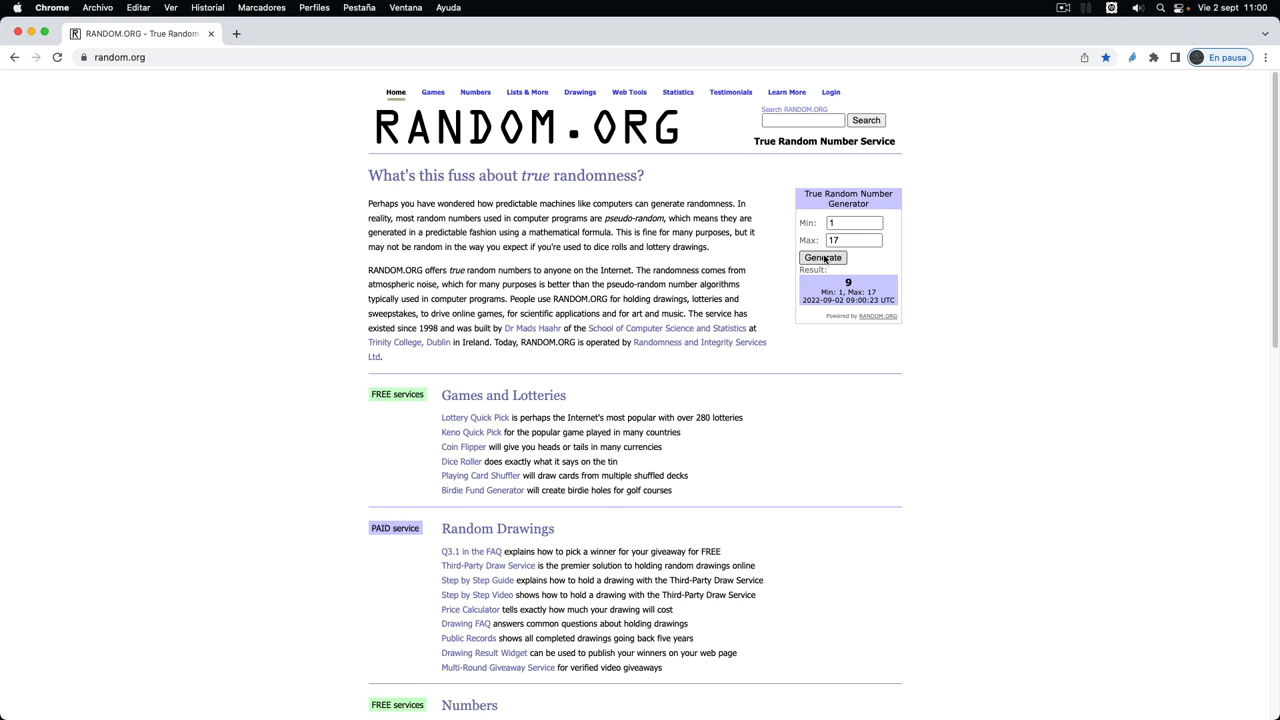 Chrome Archivo Editar Ver Historial Marcadores Perfiles Pestaña Ventana Ayuda Vie 2 sept 11:00
RANDOM.ORG - True Random
random.org
En pausa
Home Games Numbers Lists & More Drawings Web Tools Statistics Testimonials Learn More Login
RANDOM.ORG
Search RANDOM.ORG
Search
True Random Number Service
What's this fuss about true randomness?
Perhaps you have wondered how predictable machines like computers can generate randomness. In
reality, most random numbers used in computer programs are pseudo-random, which means they are
generated in a predictable fashion using a mathematical formula. This is fine for many purposes, but it
may not be random in the way you expect if you're used to dice rolls and lottery drawings.
RANDOM.ORG offers true random numbers to anyone on the Internet. The randomness comes from
atmospheric noise, which for many purposes is better than the pseudo-random number algorithms
typically used in computer programs. People use RANDOM.ORG for holding drawings, lotteries and
sweepstakes, to drive online games, for scientific applications and for art and music. The service has
existed since 1998 and was built by Dr Mads Haahr of the School of Computer Science and Statistics at
Trinity College, Dublin in Ireland. Today, RANDOM.ORG is operated by Randomness and Integrity Services
Ltd.
True Random Number
Generator
Min: 1
Max: 17
Generate
Result:
9
Min: 1, Max: 17
2022-09-02 09:00:23 UTC
Powered by RANDOM.ORG
FREE services
Games and Lotteries
Lottery Quick Pick is perhaps the Internet's most popular with over 280 lotteries
Keno Quick Pick for the popular game played in many countries
Coin Flipper will give you heads or tails in many currencies
Dice Roller does exactly what it says on the tin
Playing Card Shuffler will draw cards from multiple shuffled decks
Birdie Fund Generator will create birdie holes for golf courses
PAID service
Random Drawings
Q3.1 in the FAQ explains how to pick a winner for your giveaway for FREE
Third-Party Draw Service is the premier solution to holding random drawings online
Step by Step Guide explains how to hold a drawing with the Third-Party Draw Service
Step by Step Video shows how to hold a drawing with the Third-Party Draw Service
Price Calculator tells exactly how much your drawing will cost
Drawing FAQ answers common questions about holding drawings
Public Records shows all completed drawings going back five years
Drawing Result Widget can be used to publish your winners on your web page
Multi-Round Giveaway Service for verified video giveaways
FREE services
Numbers